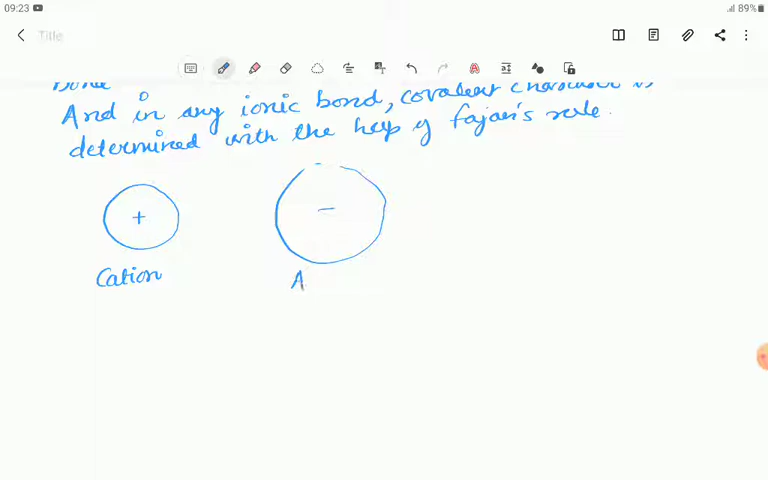 09:23
89%
Title
And in any ionic bond, covalent character is
determined with the help of fajan's rule.
+
−
Cation
A